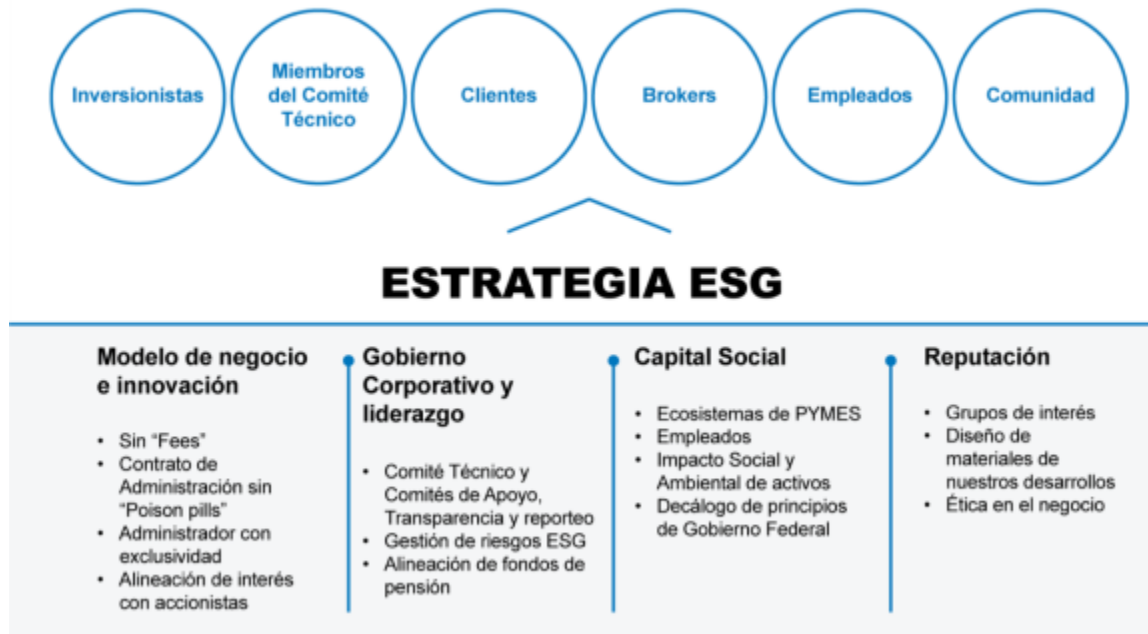 Inversionistas
Miembros
del Comité
Técnico
Clientes
Brokers
Empleados
Comunidad
ESTRATEGIA ESG
Modelo de negocio
e innovación
• Sin “Fees”
• Contrato de
Administración sin
“Poison pills”
• Administrador con
exclusividad
• Alineación de interés
con accionistas
Gobierno
Corporativo y
liderazgo
• Comité Técnico y
Comités de Apoyo,
Transparencia y reporteo
• Gestión de riesgos ESG
• Alineación de fondos de
pensión
Capital Social
• Ecosistemas de PYMES
• Empleados
• Impacto Social y
Ambiental de activos
• Decálogo de principios
de Gobierno Federal
Reputación
• Grupos de interés
• Diseño de
materiales de
nuestros desarrollos
• Ética en el negocio